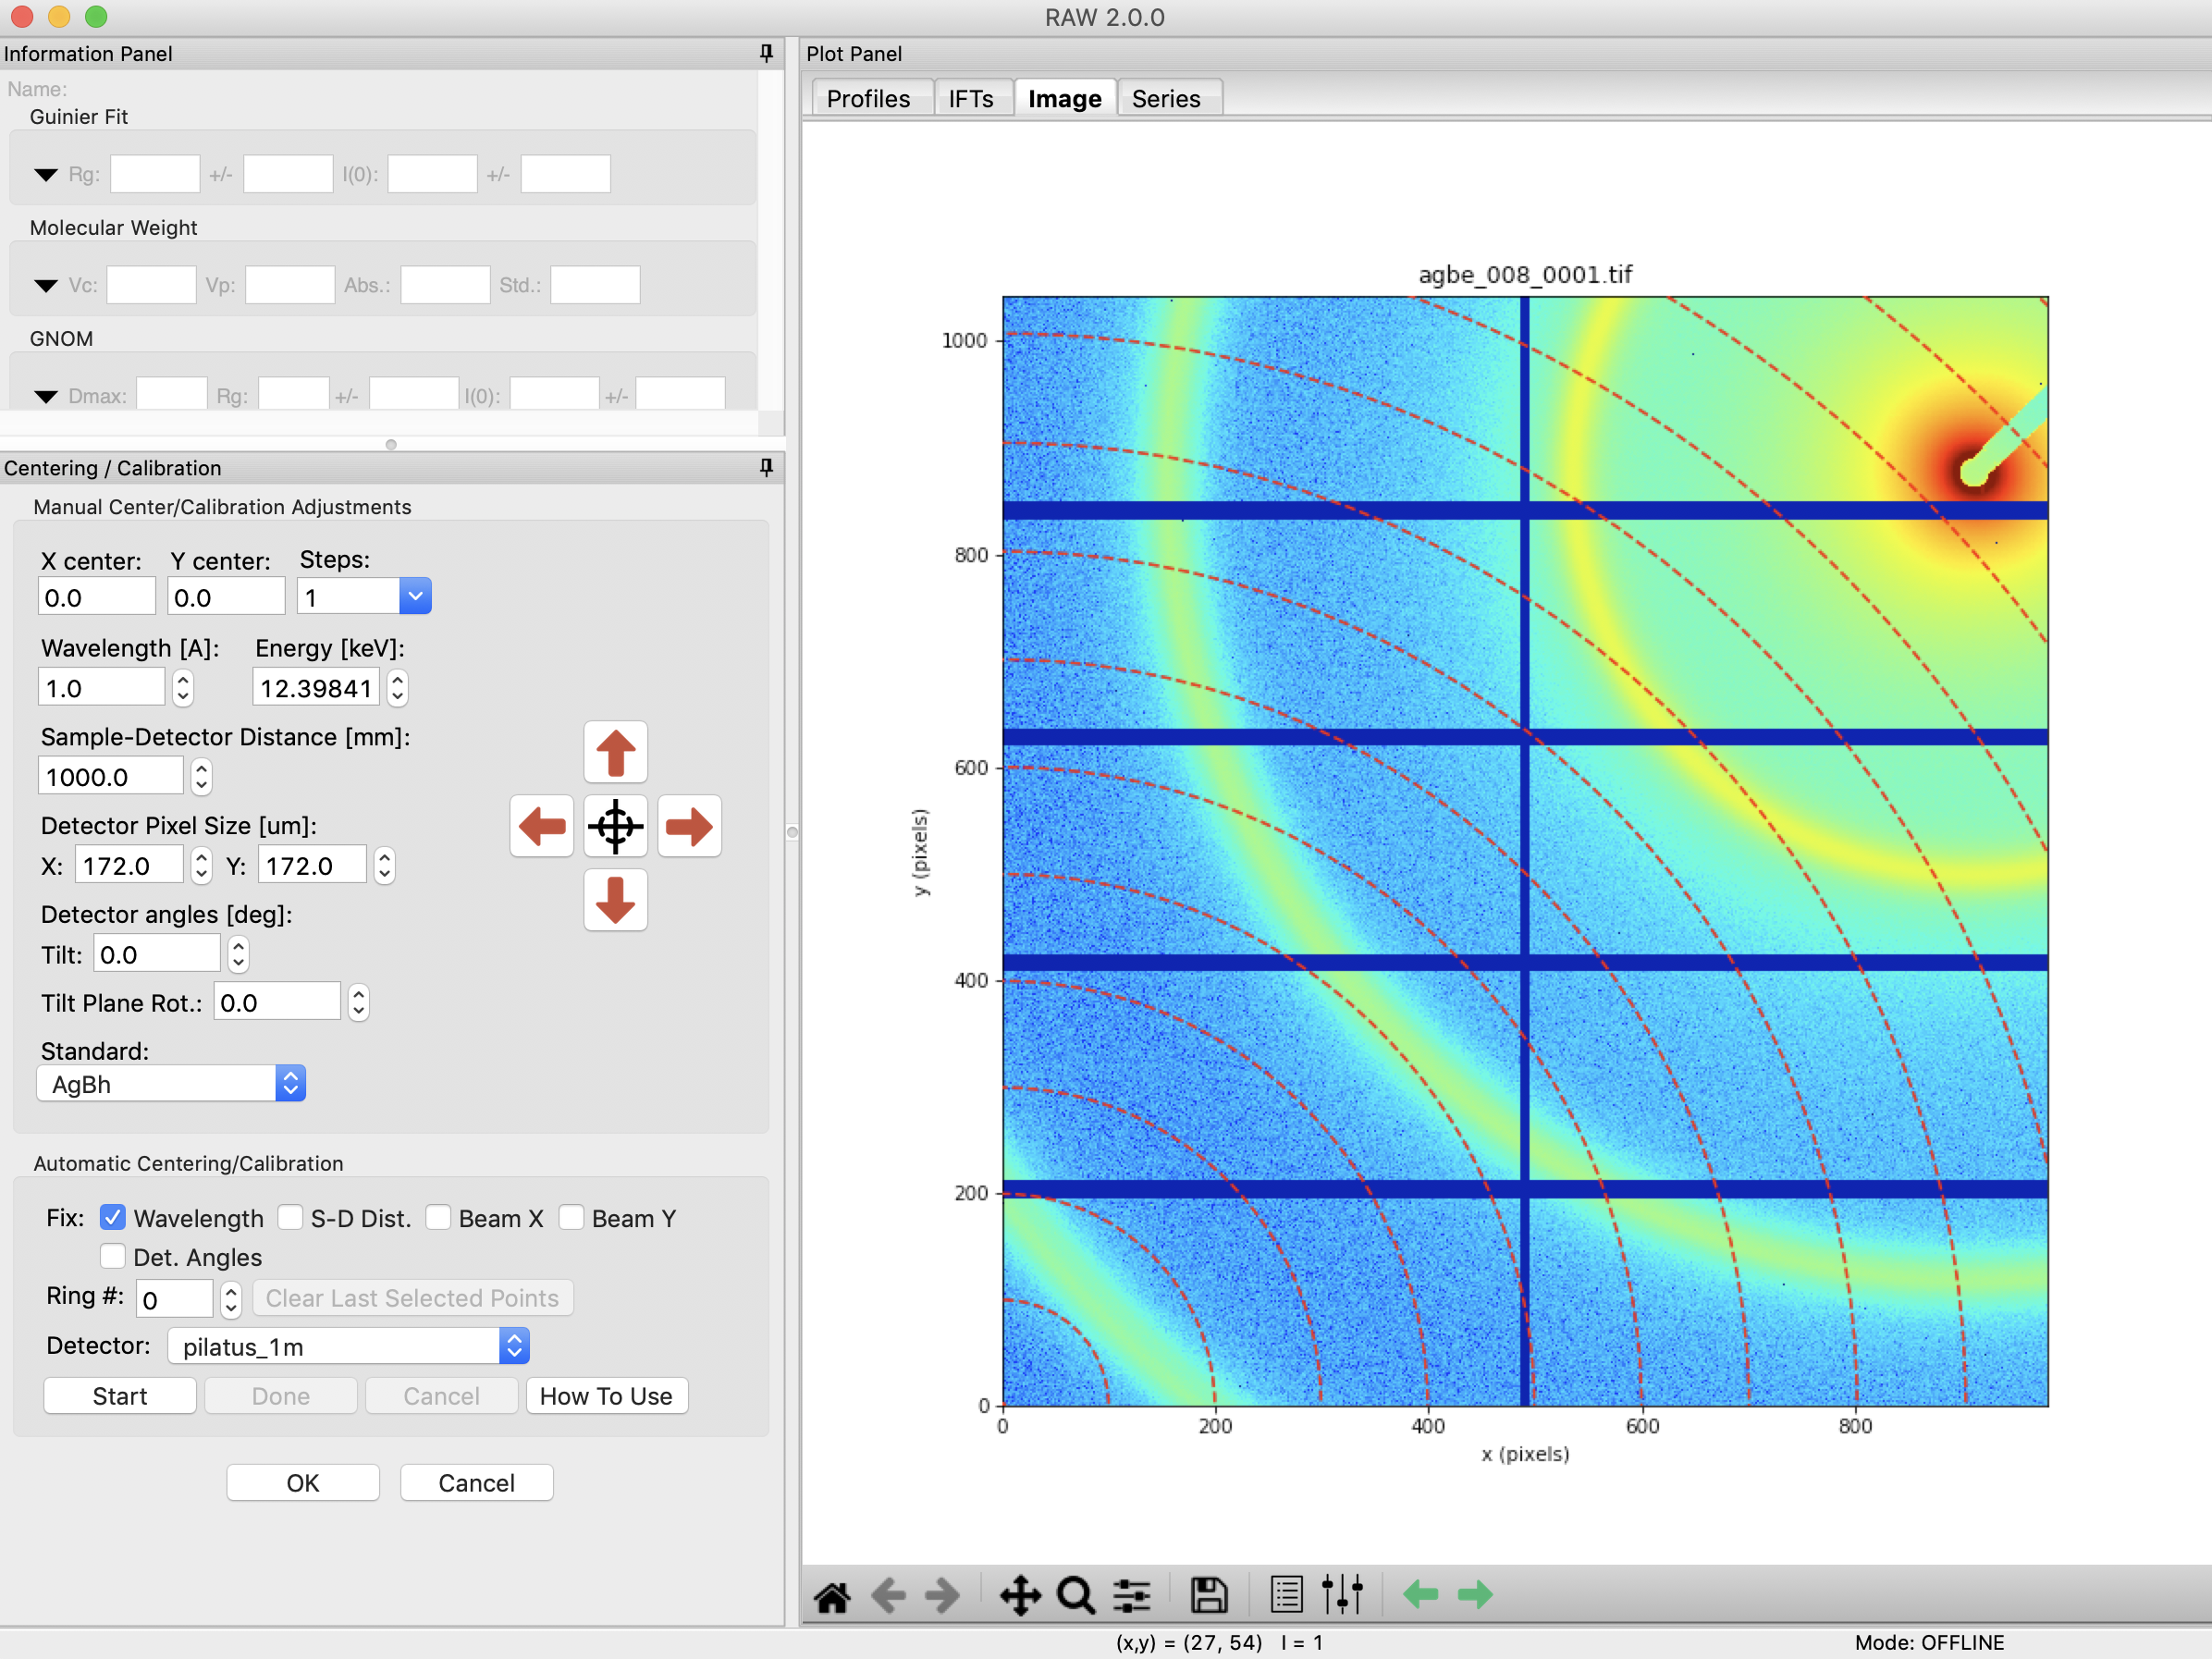 RAW 2.0.0
Information Panel
Name:
Guinier Fit
Rg: +/- I(0): +/-
Molecular Weight
Vc: Vp: Abs.: Std.:
GNOM
Dmax: Rg: +/- I(0): +/-
Centering / Calibration
Manual Center/Calibration Adjustments
X center: Y center: Steps:
0.0 0.0 1
Wavelength [A]: Energy [keV]:
1.0 12.39841
Sample-Detector Distance [mm]:
1000.0
Detector Pixel Size [um]:
X: 172.0 Y: 172.0
Detector angles [deg]:
Tilt: 0.0
Tilt Plane Rot.: 0.0
Standard:
AgBh
Automatic Centering/Calibration
Fix: Wavelength S-D Dist. Beam X Beam Y
Det. Angles
Ring #: 0 Clear Last Selected Points
Detector: pilatus_1m
Start Done Cancel How To Use
OK Cancel
Plot Panel
Profiles IFTs Image Series
agbe_008_0001.tif
1000
800
600
400
200
0
y (pixels)
0 200 400 600 800
x (pixels)
(x,y) = (27, 54) I = 1
Mode: OFFLINE